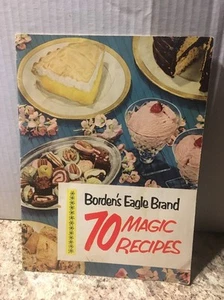 Borden's Eagle Brand
70 MAGIC
RECIPES